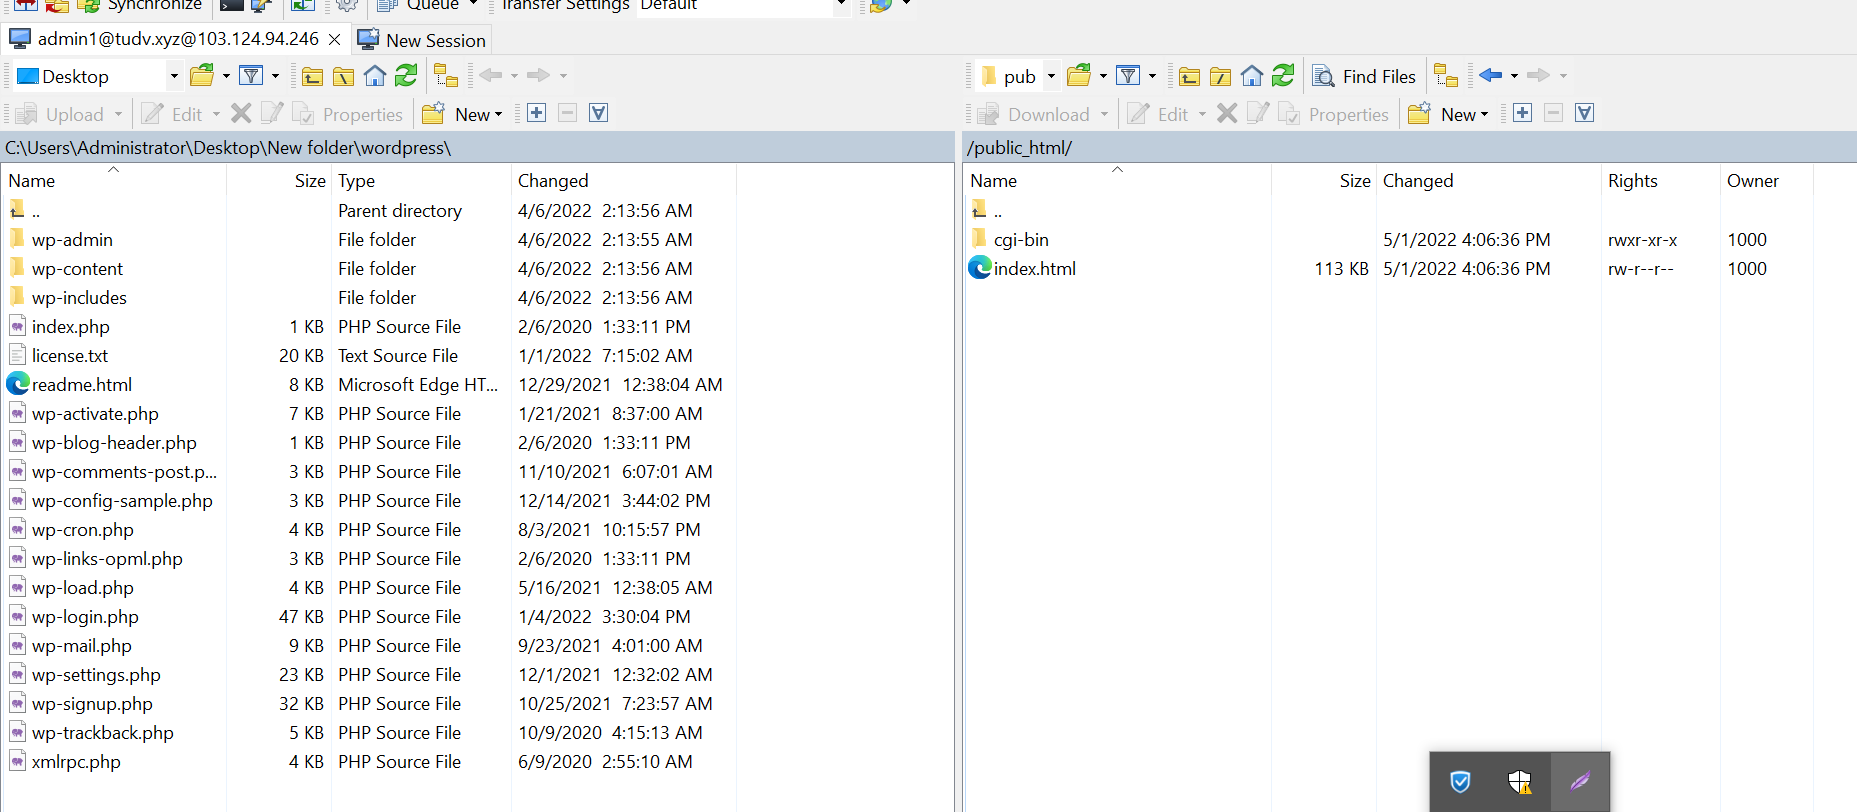 Synchronize Queue Transfer Settings Default
admin1@tudv.xyz@103.124.94.246 × New Session
Desktop
Upload Edit Properties New
C:\Users\Administrator\Desktop\New folder\wordpress\
Name Size Type Changed
.. Parent directory 4/6/2022 2:13:56 AM
wp-admin File folder 4/6/2022 2:13:55 AM
wp-content File folder 4/6/2022 2:13:56 AM
wp-includes File folder 4/6/2022 2:13:56 AM
index.php 1 KB PHP Source File 2/6/2020 1:33:11 PM
license.txt 20 KB Text Source File 1/1/2022 7:15:02 AM
readme.html 8 KB Microsoft Edge HT... 12/29/2021 12:38:04 AM
wp-activate.php 7 KB PHP Source File 1/21/2021 8:37:00 AM
wp-blog-header.php 1 KB PHP Source File 2/6/2020 1:33:11 PM
wp-comments-post.p... 3 KB PHP Source File 11/10/2021 6:07:01 AM
wp-config-sample.php 3 KB PHP Source File 12/14/2021 3:44:02 PM
wp-cron.php 4 KB PHP Source File 8/3/2021 10:15:57 PM
wp-links-opml.php 3 KB PHP Source File 2/6/2020 1:33:11 PM
wp-load.php 4 KB PHP Source File 5/16/2021 12:38:05 AM
wp-login.php 47 KB PHP Source File 1/4/2022 3:30:04 PM
wp-mail.php 9 KB PHP Source File 9/23/2021 4:01:00 AM
wp-settings.php 23 KB PHP Source File 12/1/2021 12:32:02 AM
wp-signup.php 32 KB PHP Source File 10/25/2021 7:23:57 AM
wp-trackback.php 5 KB PHP Source File 10/9/2020 4:15:13 AM
xmlrpc.php 4 KB PHP Source File 6/9/2020 2:55:10 AM
pub Find Files
Download Edit Properties New
/public_html/
Name Size Changed Rights Owner
..
cgi-bin 5/1/2022 4:06:36 PM rwxr-xr-x 1000
index.html 113 KB 5/1/2022 4:06:36 PM rw-r--r-- 1000